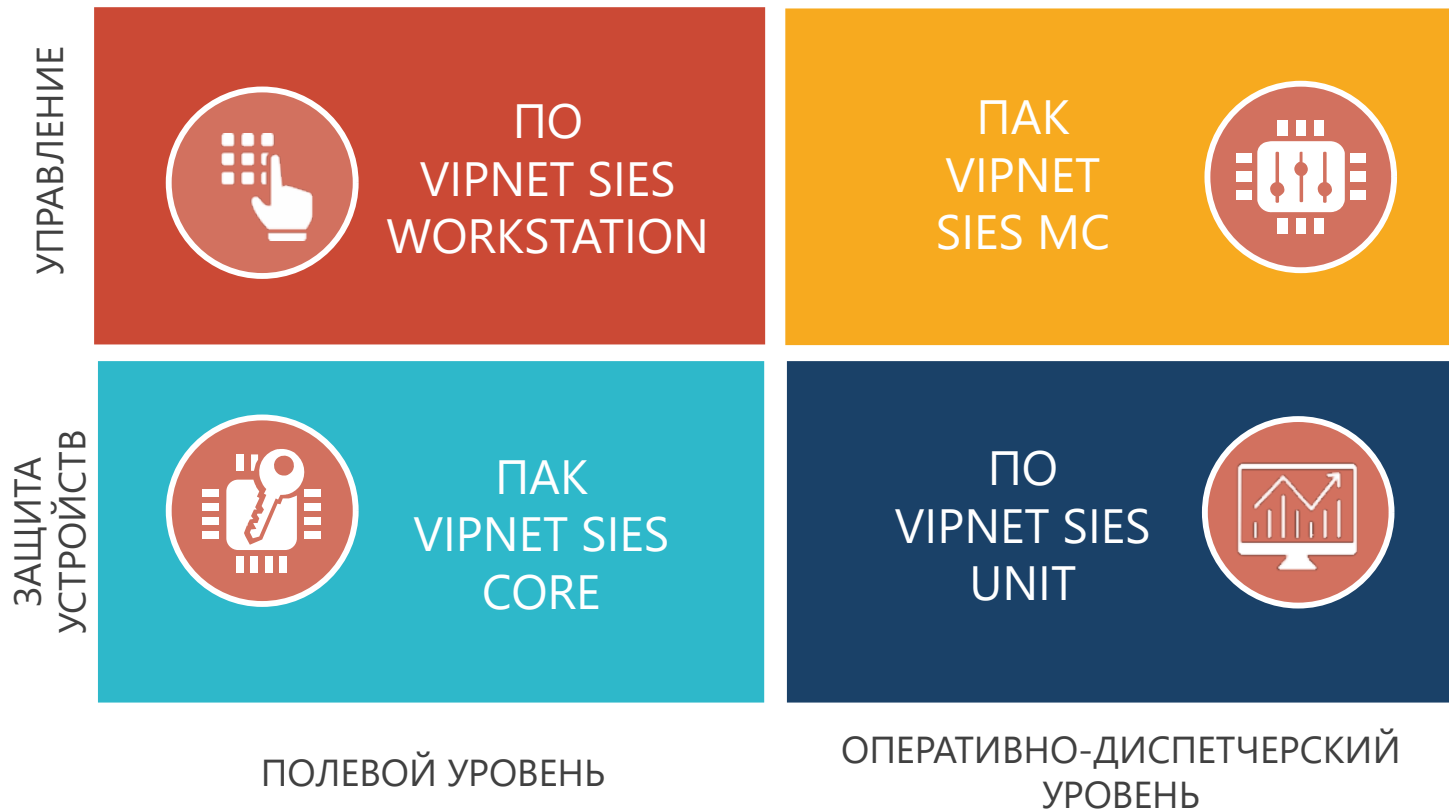 УПРАВЛЕНИЕ
ПО
VIPNET SIES
WORKSTATION
ПАК
VIPNET
SIES MC
ЗАЩИТА
УСТРОЙСТВ
ПАК
VIPNET SIES
CORE
ПО
VIPNET SIES
UNIT
ПОЛЕВОЙ УРОВЕНЬ
ОПЕРАТИВНО-ДИСПЕТЧЕРСКИЙ
УРОВЕНЬ